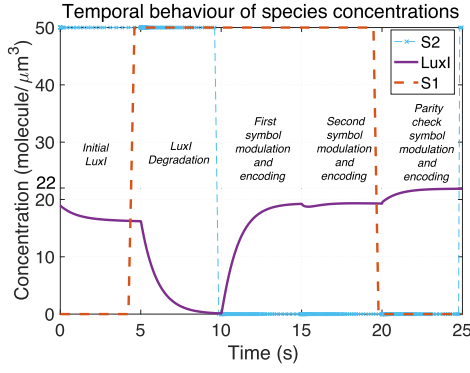 Temporal behaviour of species concentrations
Concentration (molecule/μm³)
50
40
30
22
20
10
0
S2
LuxI
S1
Initial
LuxI
LuxI
Degradation
First
symbol
modulation
and
encoding
Second
symbol
modulation
and
encoding
Parity
check
symbol
modulation
and
encoding
0
5
10
15
20
25
Time (s)